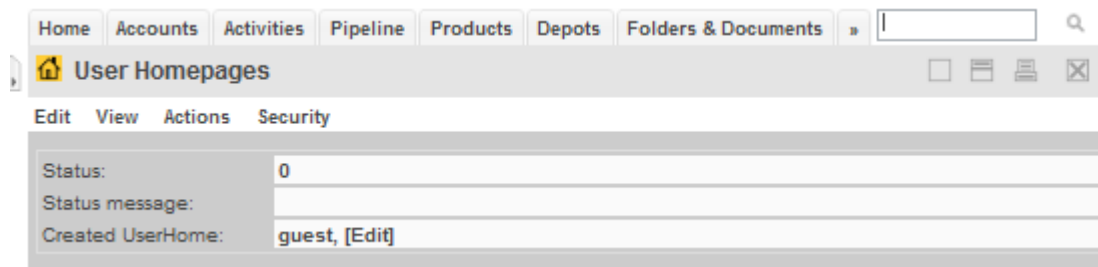 Home Accounts Activities Pipeline Products Depots Folders & Documents »
User Homepages
Edit View Actions Security
Status: 0
Status message:
Created UserHome: guest, [Edit]